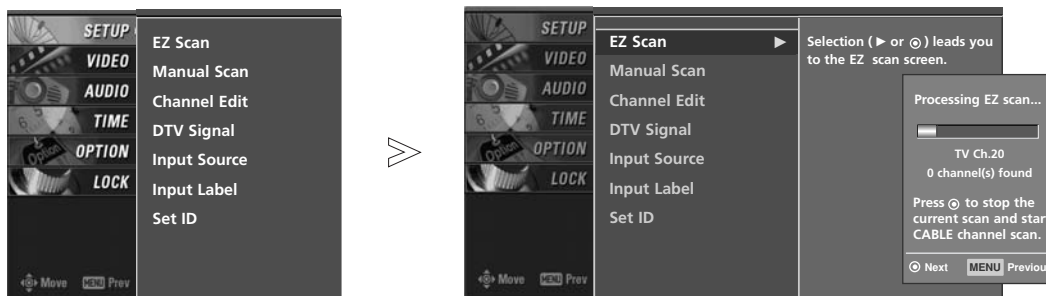 SETUP
VIDEO
AUDIO
TIME
OPTION
LOCK
Move MENU Prev
EZ Scan
Manual Scan
Channel Edit
DTV Signal
Input Source
Input Label
Set ID
SETUP
VIDEO
AUDIO
TIME
OPTION
LOCK
Move MENU Prev
EZ Scan ►
Manual Scan
Channel Edit
DTV Signal
Input Source
Input Label
Set ID
Selection ( ► or ⊙ ) leads you
to the EZ scan screen.
Processing EZ scan...
TV Ch.20
0 channel(s) found
Press ⊙ to stop the
current scan and star
CABLE channel scan.
⊙ Next MENU Previou